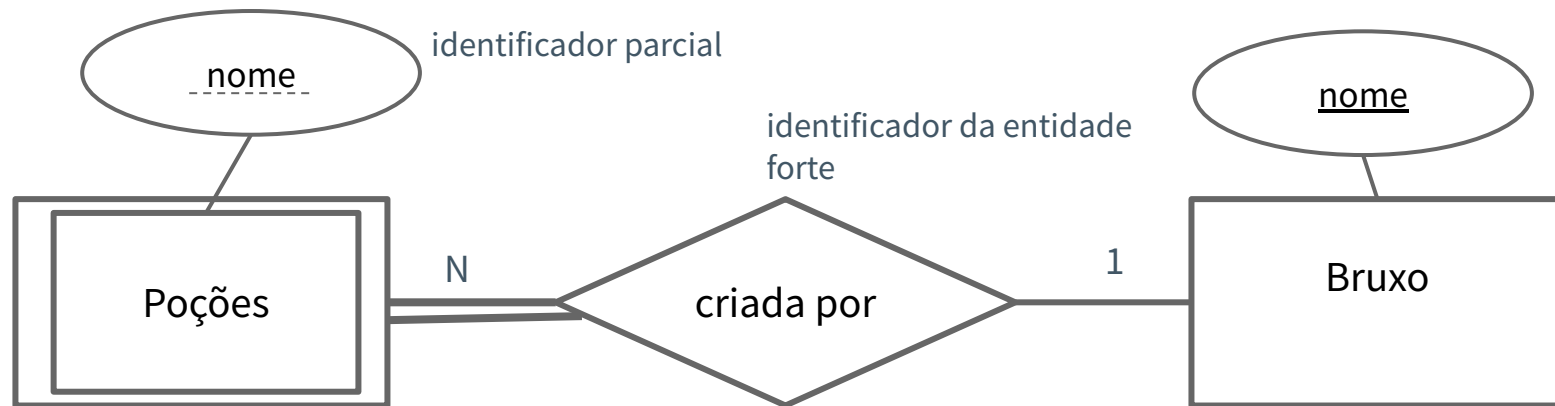 nome
identificador parcial
nome
identificador da entidade
forte
N
1
Poções
criada por
Bruxo